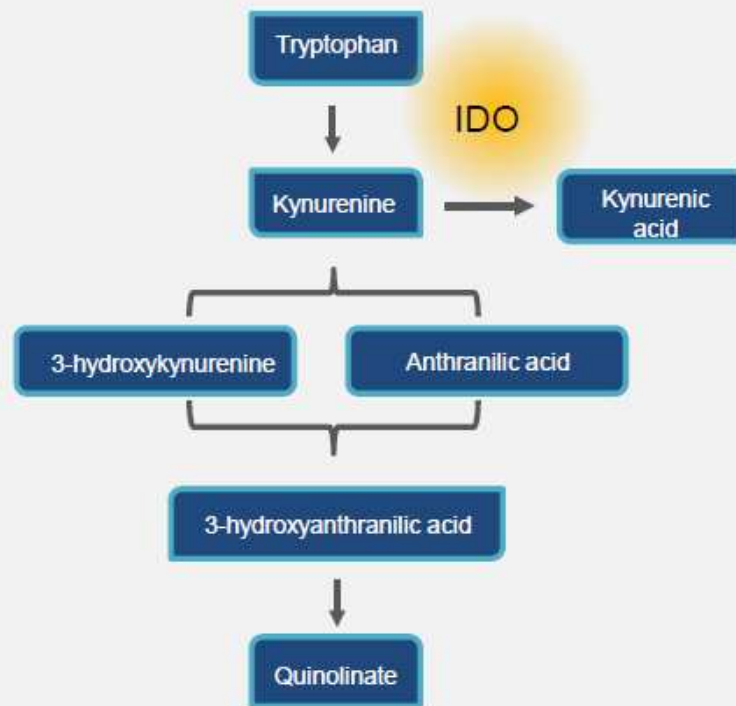 Tryptophan
IDO
Kynurenine
Kynurenic
acid
3-hydroxykynurenine
Anthranilic acid
3-hydroxyanthranilic acid
Quinolinate